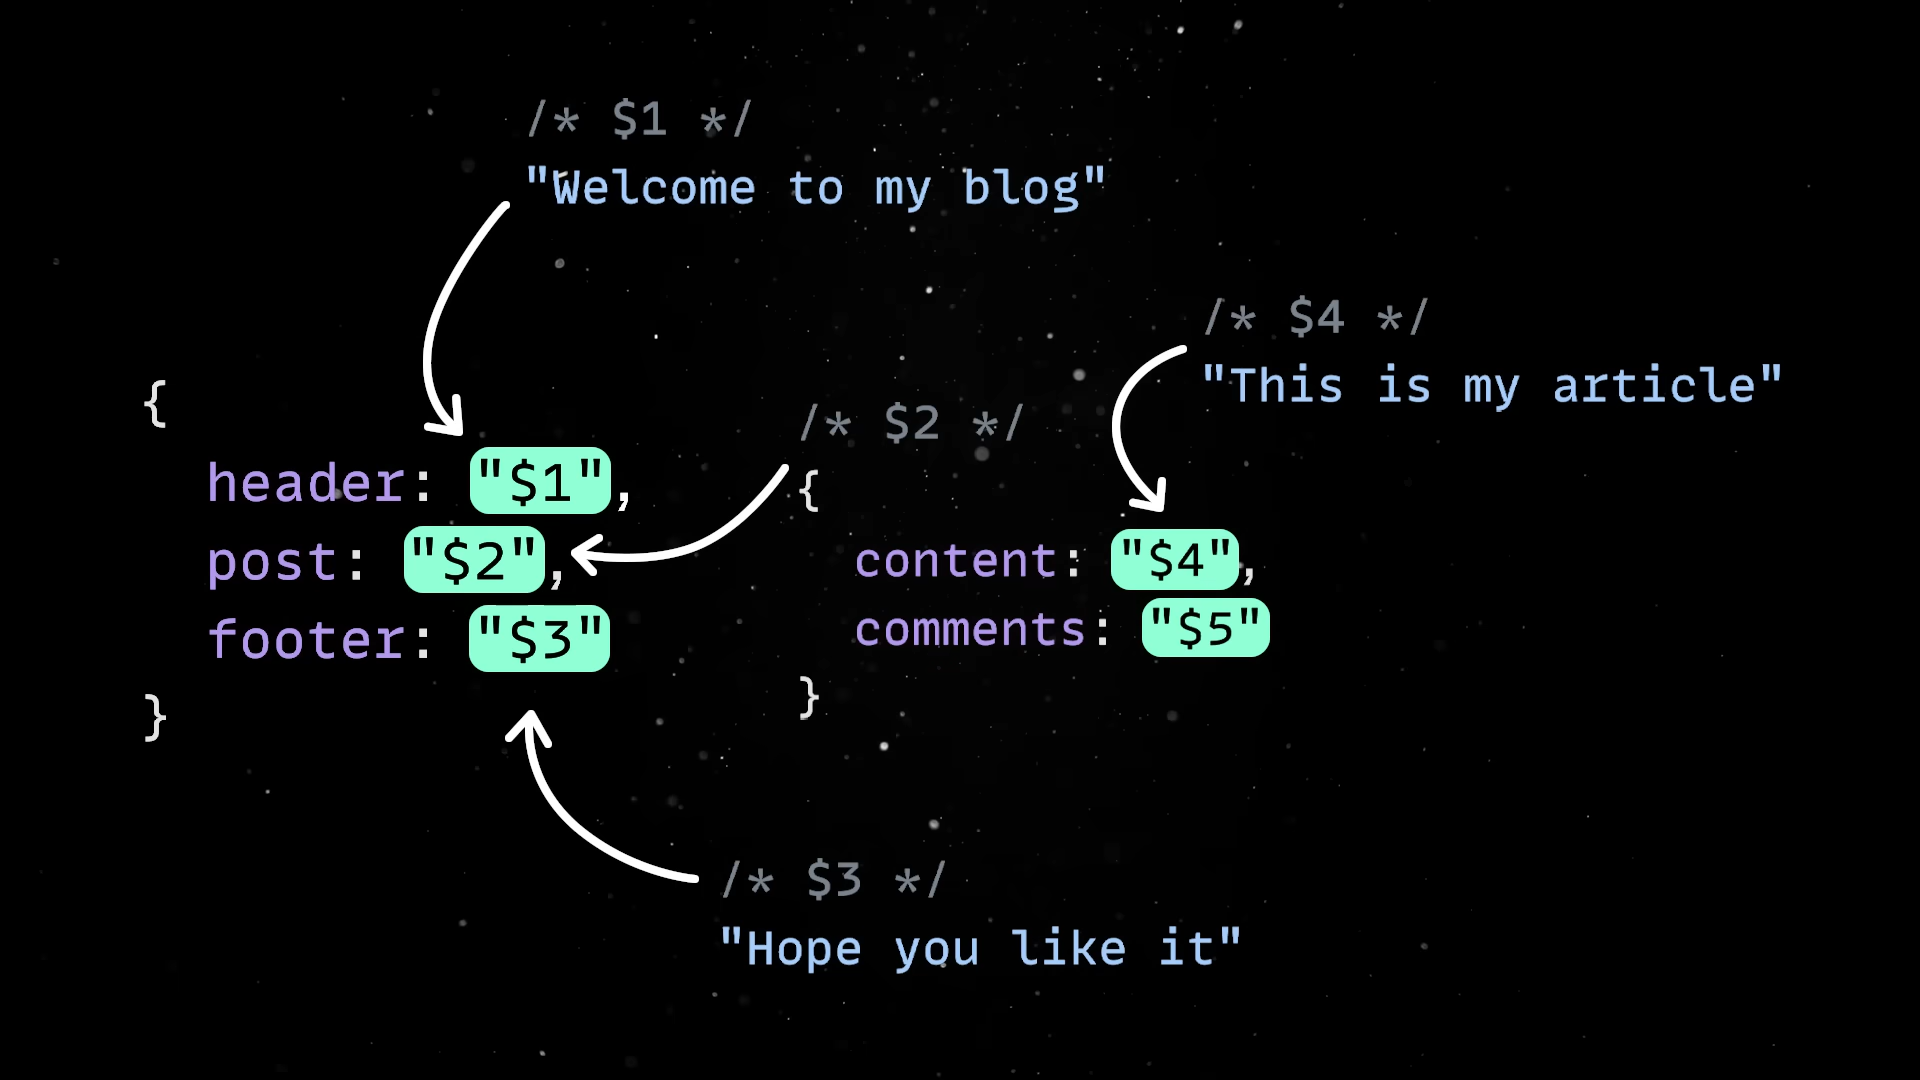 /* $1 */
"Welcome to my blog"
{
header: "$1",
post: "$2",
footer: "$3"
}
/* $2 */
{
content: "$4",
comments: "$5"
}
/* $4 */
"This is my article"
/* $3 */
"Hope you like it"